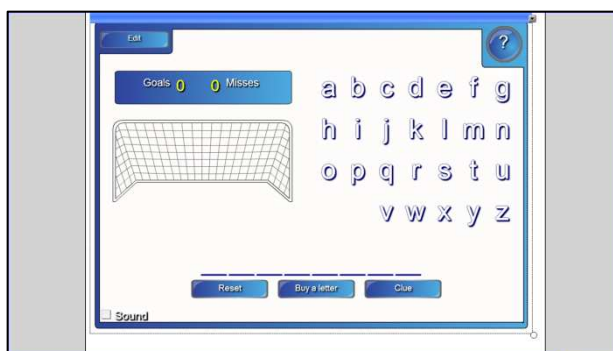 Edit
?
Goals 0 0 Misses
a b c d e f g
h i j k l m n
o p q r s t u
v w x y z
Reset Buy a letter Clue
Sound